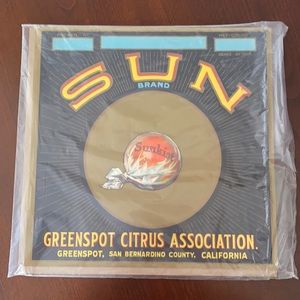 SUN
BRAND
Sunkist
GREENSPOT CITRUS ASSOCIATION.
GREENSPOT, SAN BERNARDINO COUNTY, CALIFORNIA